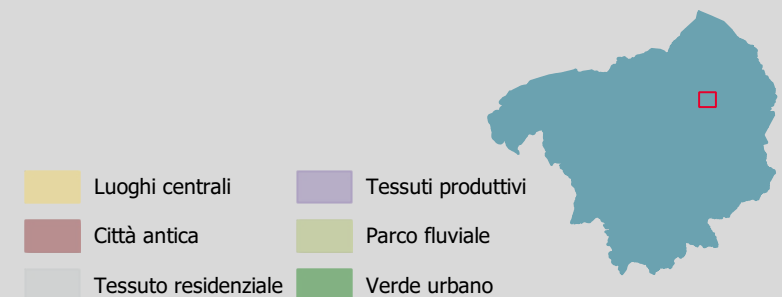 Luoghi centrali
Tessuti produttivi
Città antica
Parco fluviale
Tessuto residenziale
Verde urbano